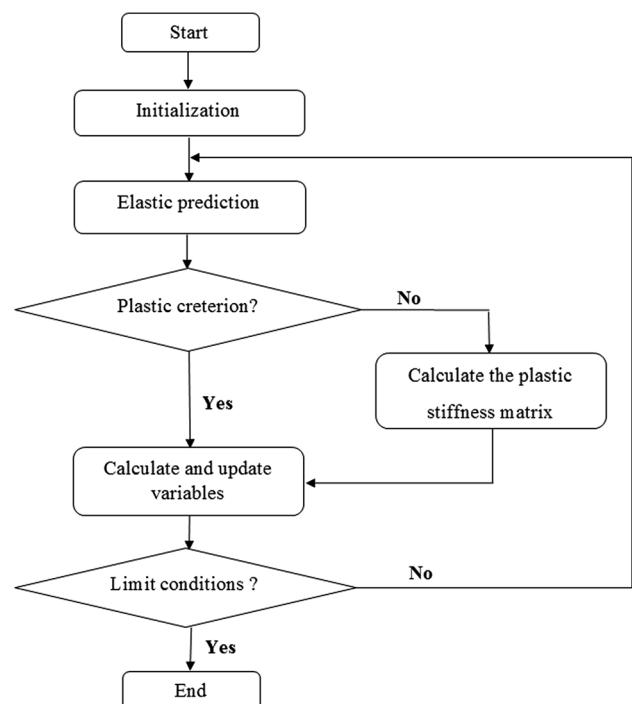 Start
Initialization
Elastic prediction
Plastic creterion?
No
Calculate the plastic
stiffness matrix
Yes
Calculate and update
variables
Limit conditions ?
No
Yes
End